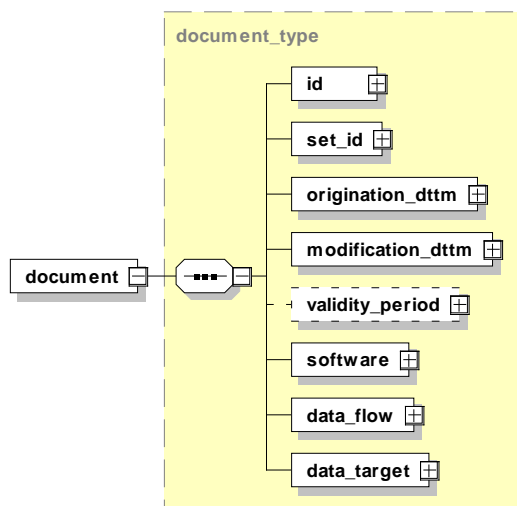 document_type
id
set_id
origination_dttm
modification_dttm
document
validity_period
software
data_flow
data_target